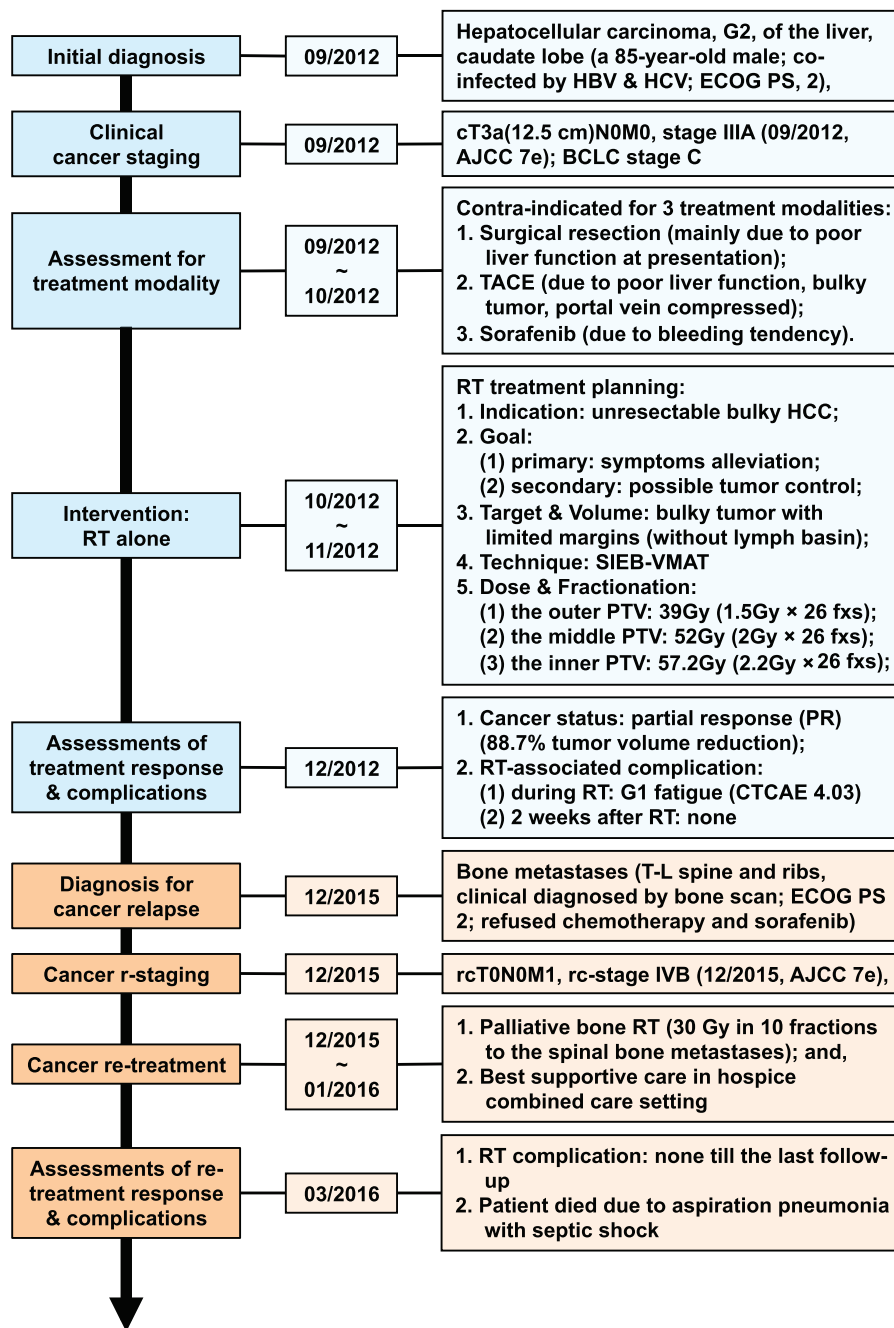 Initial diagnosis
09/2012
Hepatocellular carcinoma, G2, of the liver,
caudate lobe (a 85-year-old male; co-
infected by HBV & HCV; ECOG PS, 2),
Clinical
cancer staging
09/2012
cT3a(12.5 cm)N0M0, stage IIIA (09/2012,
AJCC 7e); BCLC stage C
Assessment for
treatment modality
09/2012
~
10/2012
Contra-indicated for 3 treatment modalities:
1. Surgical resection (mainly due to poor
liver function at presentation);
2. TACE (due to poor liver function, bulky
tumor, portal vein compressed);
3. Sorafenib (due to bleeding tendency).
Intervention:
RT alone
10/2012
~
11/2012
RT treatment planning:
1. Indication: unresectable bulky HCC;
2. Goal:
(1) primary: symptoms alleviation;
(2) secondary: possible tumor control;
3. Target & Volume: bulky tumor with
limited margins (without lymph basin);
4. Technique: SIEB-VMAT
5. Dose & Fractionation:
(1) the outer PTV: 39Gy (1.5Gy × 26 fxs);
(2) the middle PTV: 52Gy (2Gy × 26 fxs);
(3) the inner PTV: 57.2Gy (2.2Gy × 26 fxs);
Assessments of
treatment response
& complications
12/2012
1. Cancer status: partial response (PR)
(88.7% tumor volume reduction);
2. RT-associated complication:
(1) during RT: G1 fatigue (CTCAE 4.03)
(2) 2 weeks after RT: none
Diagnosis for
cancer relapse
12/2015
Bone metastases (T-L spine and ribs,
clinical diagnosed by bone scan; ECOG PS
2; refused chemotherapy and sorafenib)
Cancer r-staging
12/2015
rcT0N0M1, rc-stage IVB (12/2015, AJCC 7e),
Cancer re-treatment
12/2015
~
01/2016
1. Palliative bone RT (30 Gy in 10 fractions
to the spinal bone metastases); and,
2. Best supportive care in hospice
combined care setting
Assessments of re-
treatment response
& complications
03/2016
1. RT complication: none till the last follow-
up
2. Patient died due to aspiration pneumonia
with septic shock